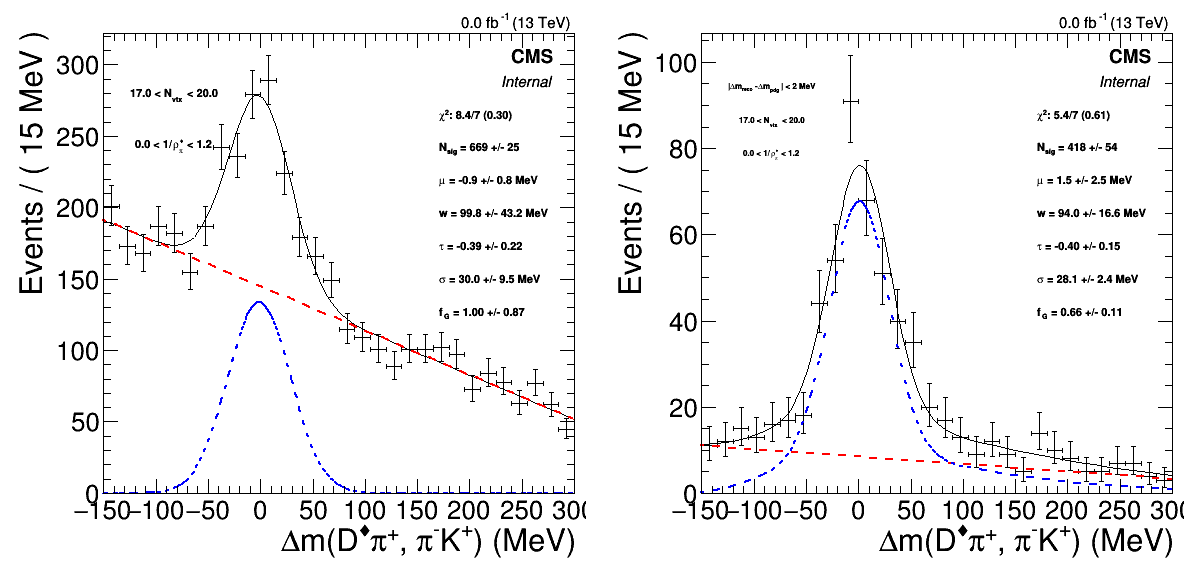 0.0 fb⁻¹ (13 TeV)
CMS
Internal
17.0 < N_vtx < 20.0
0.0 < 1/ρ_π^♦ < 1.2
χ²: 8.4/7 (0.30)
N_sig = 669 +/- 25
μ = -0.9 +/- 0.8 MeV
w = 99.8 +/- 43.2 MeV
τ = -0.39 +/- 0.22
σ = 30.0 +/- 9.5 MeV
f_G = 1.00 +/- 0.87
Events / ( 15 MeV )
300
250
200
150
100
50
0
−150 −100 −50 0 50 100 150 200 250 300
Δm(D^♦π⁺, π⁻K⁺) (MeV)
0.0 fb⁻¹ (13 TeV)
CMS
Internal
|Δm_reco -Δm_pdg | < 2 MeV
17.0 < N_vtx < 20.0
0.0 < 1/ρ_π^♦ < 1.2
χ²: 5.4/7 (0.61)
N_sig = 418 +/- 54
μ = 1.5 +/- 2.5 MeV
w = 94.0 +/- 16.6 MeV
τ = -0.40 +/- 0.15
σ = 28.1 +/- 2.4 MeV
f_G = 0.66 +/- 0.11
Events / ( 15 MeV )
100
80
60
40
20
0
−150 −100 −50 0 50 100 150 200 250 300
Δm(D^♦π⁺, π⁻K⁺) (MeV)